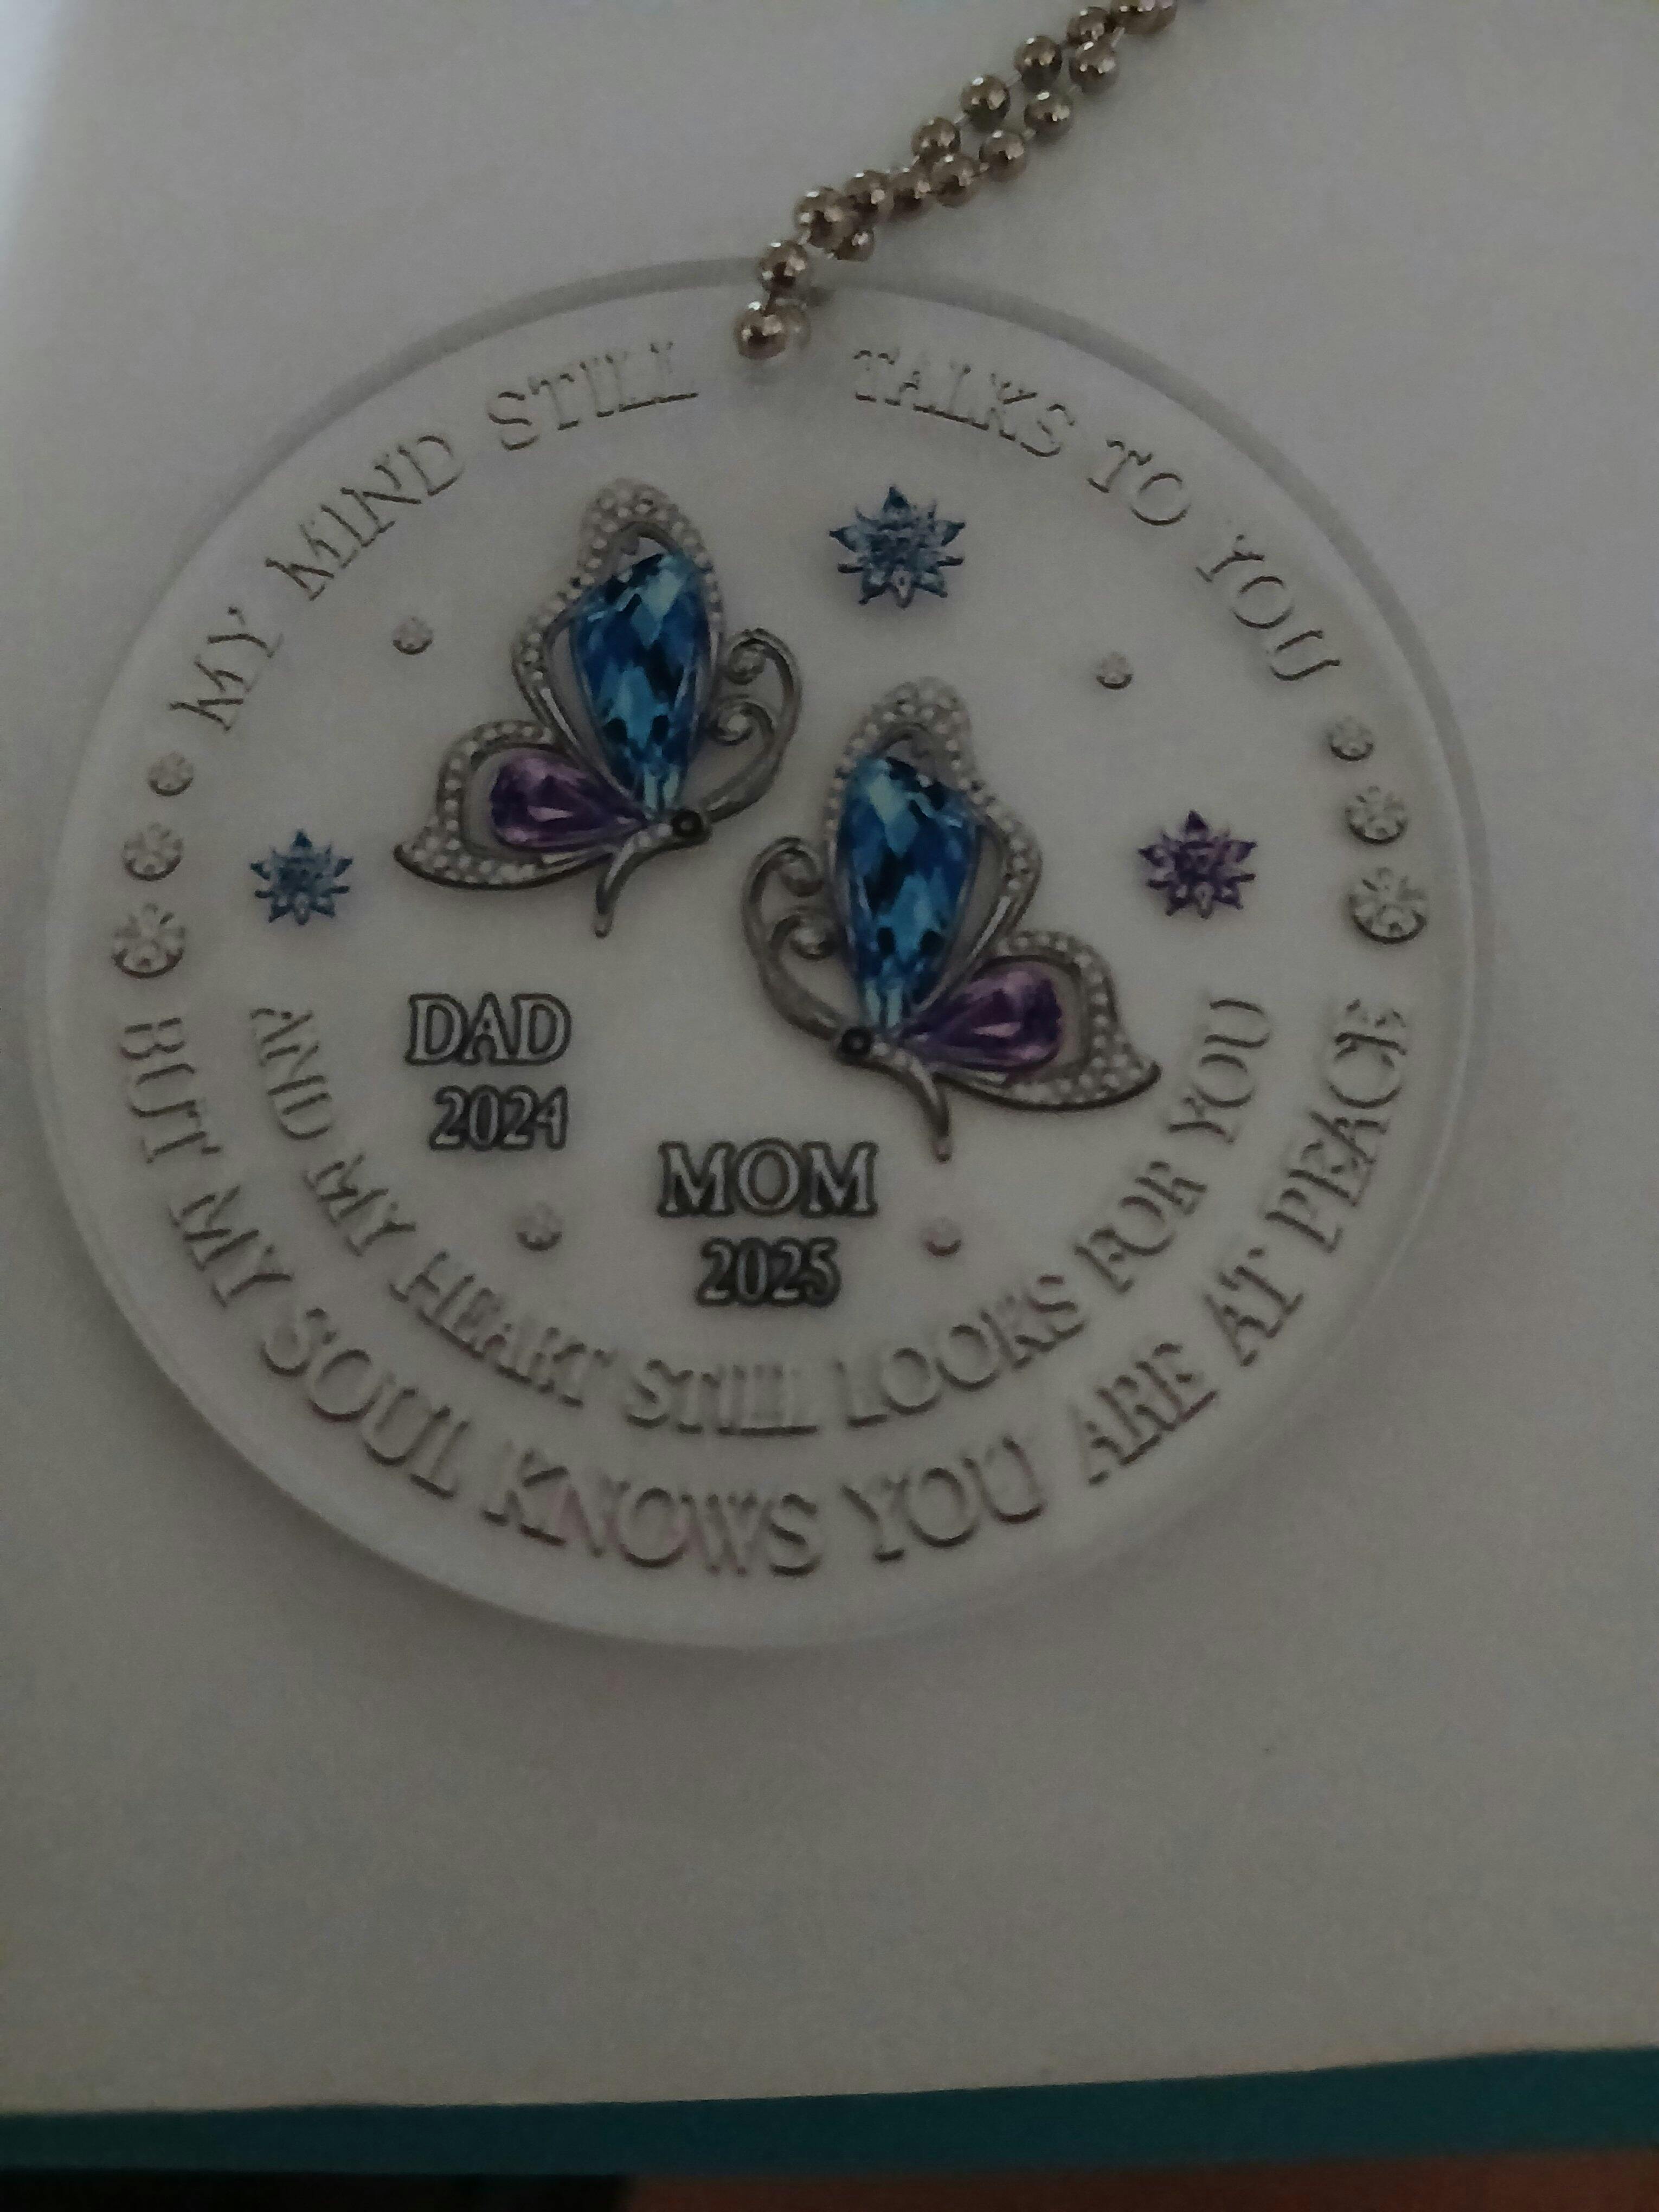 MY MIND STILL TALKS TO YOU
DAD
2024
MOM
2025
AND MY HEART STILL LOOKS FOR YOU
BUT MY SOUL KNOWS YOU ARE AT PEACE